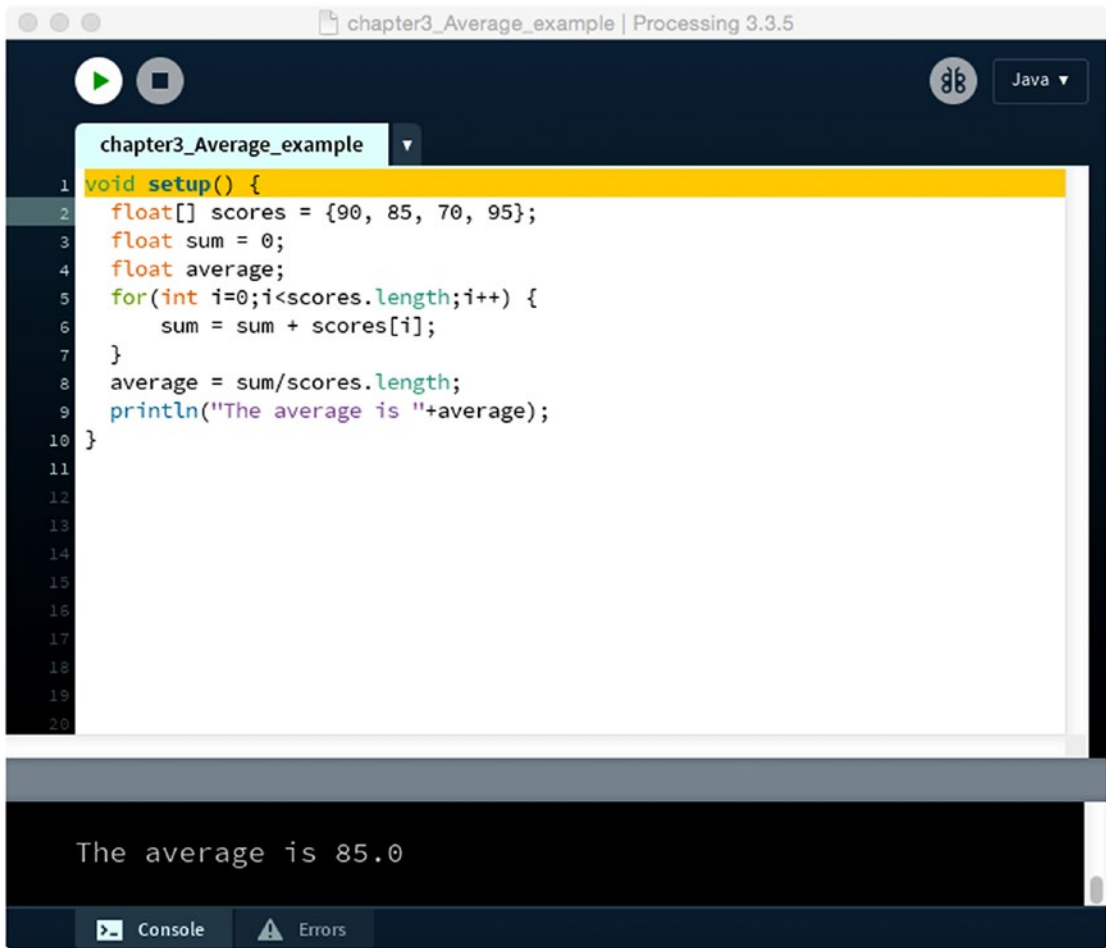 chapter3_Average_example | Processing 3.3.5
Java ▼
chapter3_Average_example ▼
1 void setup() {
2 float[] scores = {90, 85, 70, 95};
3 float sum = 0;
4 float average;
5 for(int i=0;i<scores.length;i++) {
6 sum = sum + scores[i];
7 }
8 average = sum/scores.length;
9 println("The average is "+average);
10 }
11
12
13
14
15
16
17
18
19
20
The average is 85.0
Console Errors